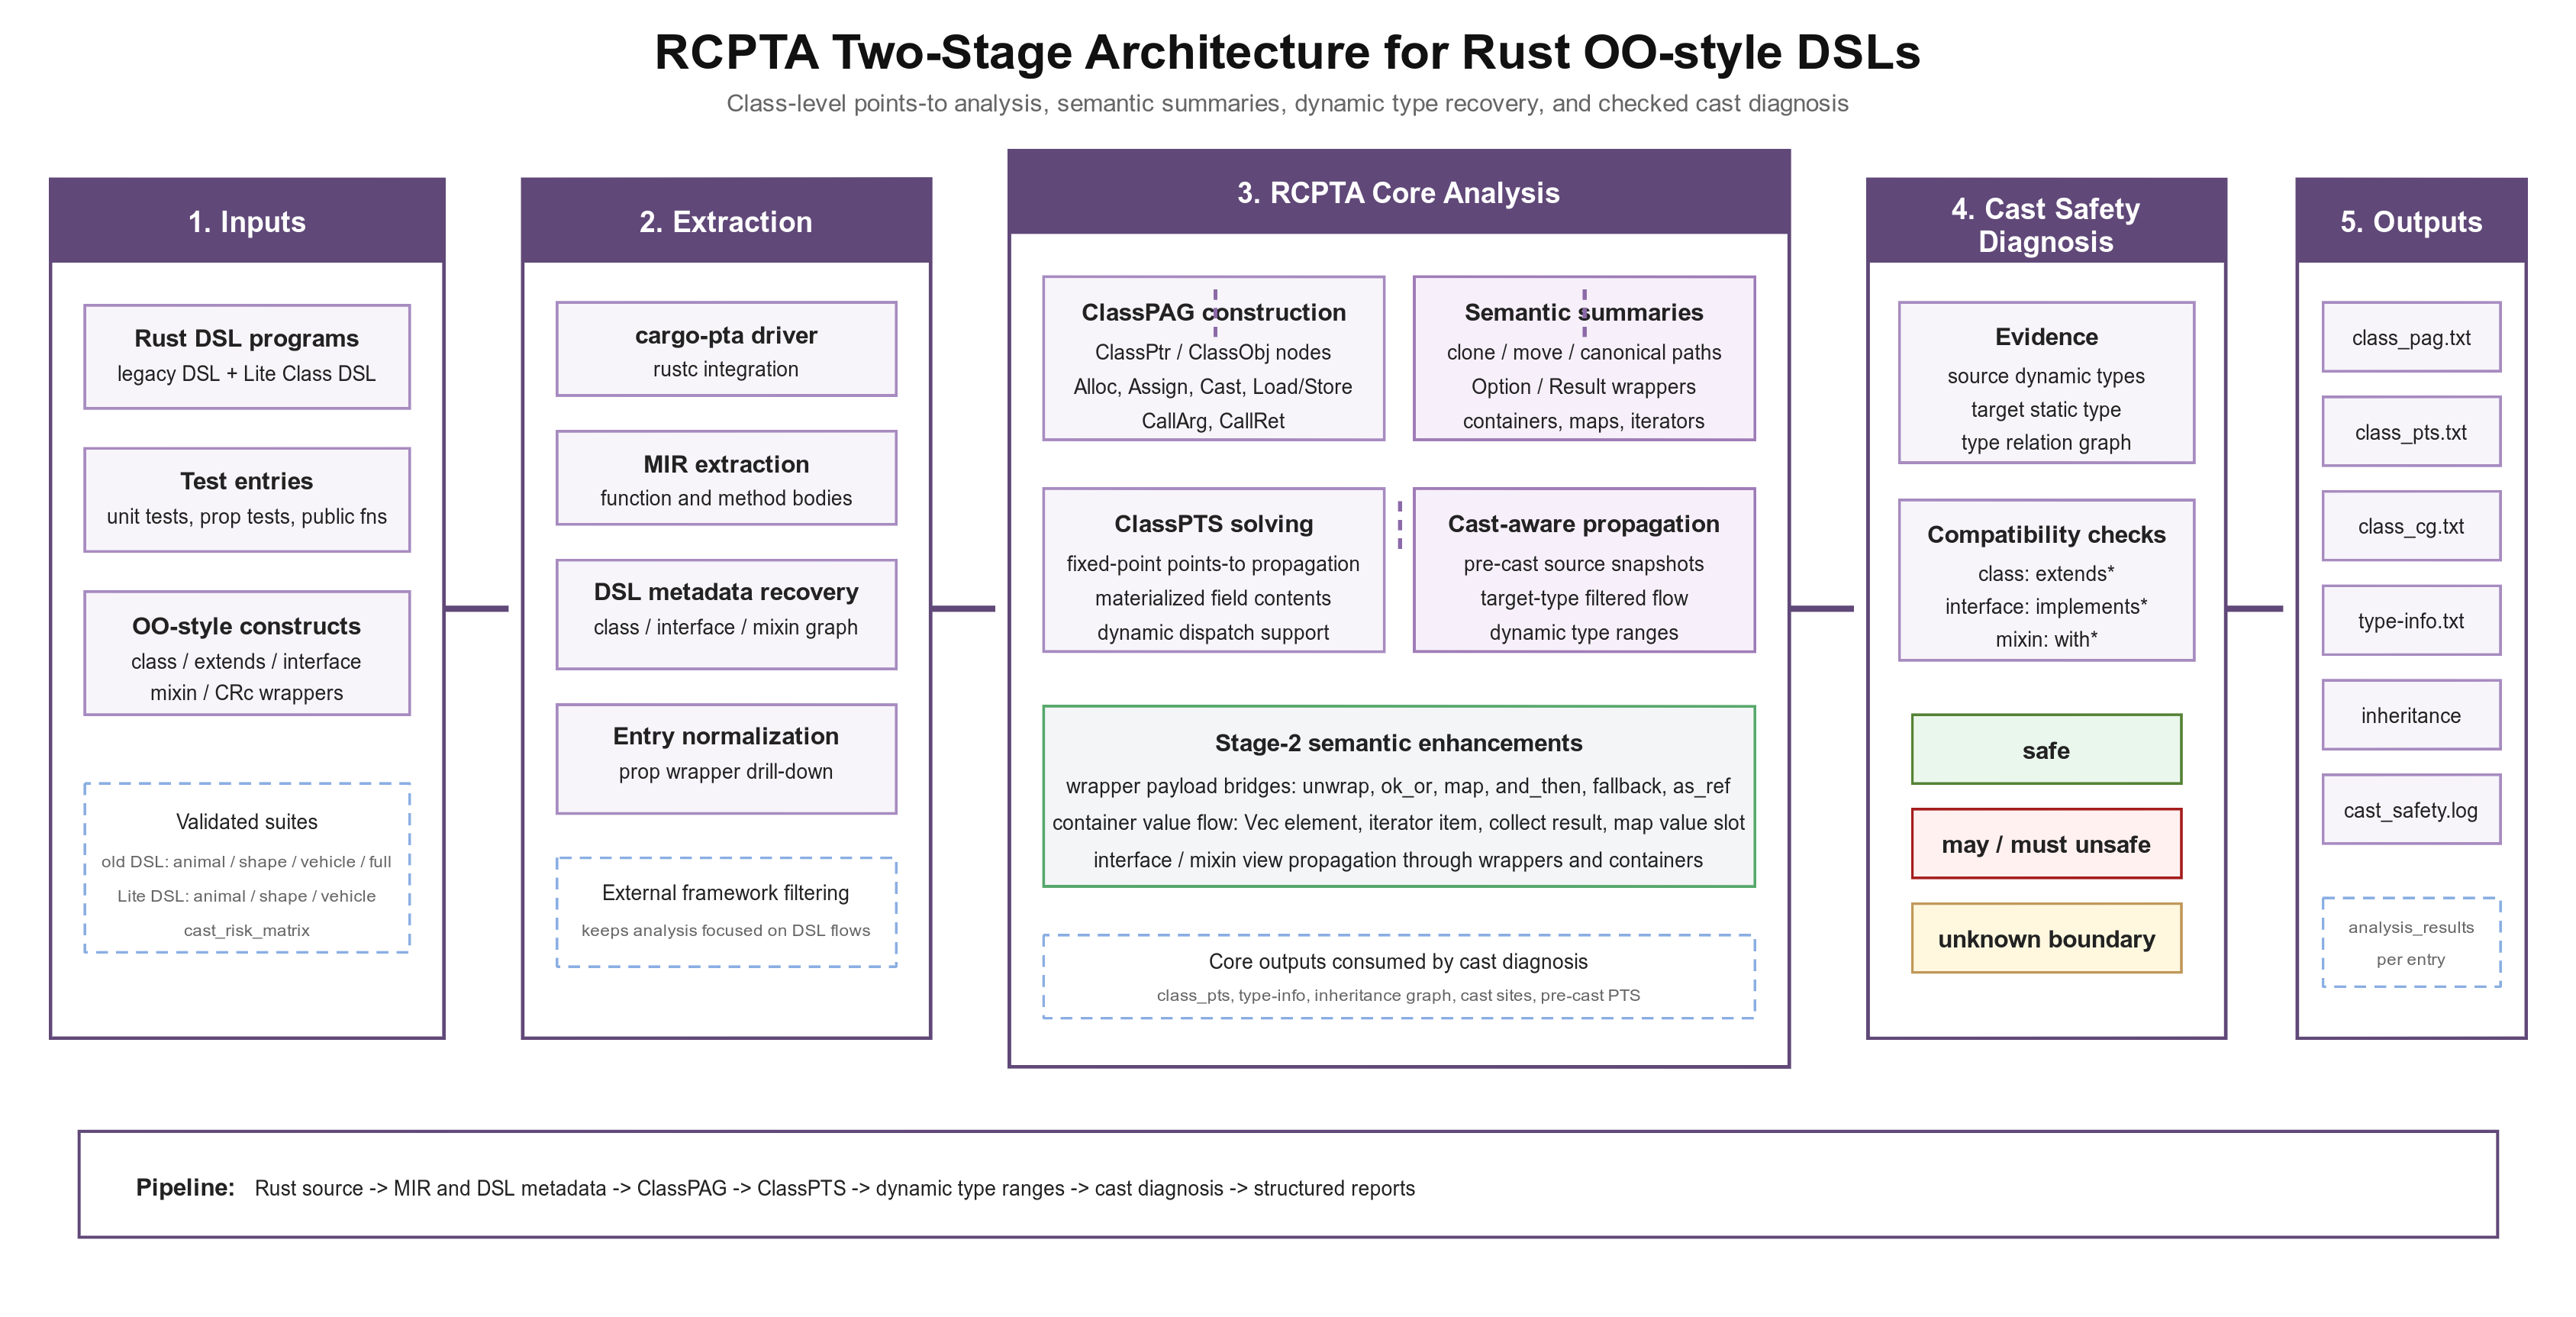 RCPTA Two-Stage Architecture for Rust OO-style DSLs
Class-level points-to analysis, semantic summaries, dynamic type recovery, and checked cast diagnosis
1. Inputs
Rust DSL programs
legacy DSL + Lite Class DSL
Test entries
unit tests, prop tests, public fns
OO-style constructs
class / extends / interface
mixin / CRc wrappers
Validated suites
old DSL: animal / shape / vehicle / full
Lite DSL: animal / shape / vehicle
cast_risk_matrix
2. Extraction
cargo-pta driver
rustc integration
MIR extraction
function and method bodies
DSL metadata recovery
class / interface / mixin graph
Entry normalization
prop wrapper drill-down
External framework filtering
keeps analysis focused on DSL flows
3. RCPTA Core Analysis
ClassPAG construction
ClassPtr / ClassObj nodes
Alloc, Assign, Cast, Load/Store
CallArg, CallRet
Semantic summaries
clone / move / canonical paths
Option / Result wrappers
containers, maps, iterators
ClassPTS solving
fixed-point points-to propagation
materialized field contents
dynamic dispatch support
Cast-aware propagation
pre-cast source snapshots
target-type filtered flow
dynamic type ranges
Stage-2 semantic enhancements
wrapper payload bridges: unwrap, ok_or, map, and_then, fallback, as_ref
container value flow: Vec element, iterator item, collect result, map value slot
interface / mixin view propagation through wrappers and containers
Core outputs consumed by cast diagnosis
class_pts, type-info, inheritance graph, cast sites, pre-cast PTS
4. Cast Safety
Diagnosis
Evidence
source dynamic types
target static type
type relation graph
Compatibility checks
class: extends*
interface: implements*
mixin: with*
safe
may / must unsafe
unknown boundary
5. Outputs
class_pag.txt
class_pts.txt
class_cg.txt
type-info.txt
inheritance
cast_safety.log
analysis_results
per entry
Pipeline: Rust source -> MIR and DSL metadata -> ClassPAG -> ClassPTS -> dynamic type ranges -> cast diagnosis -> structured reports